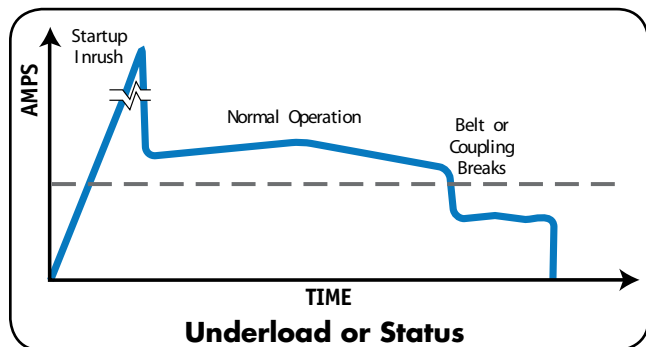 Startup
Inrush
AMPS
Normal Operation
Belt or
Coupling
Breaks
TIME
Underload or Status